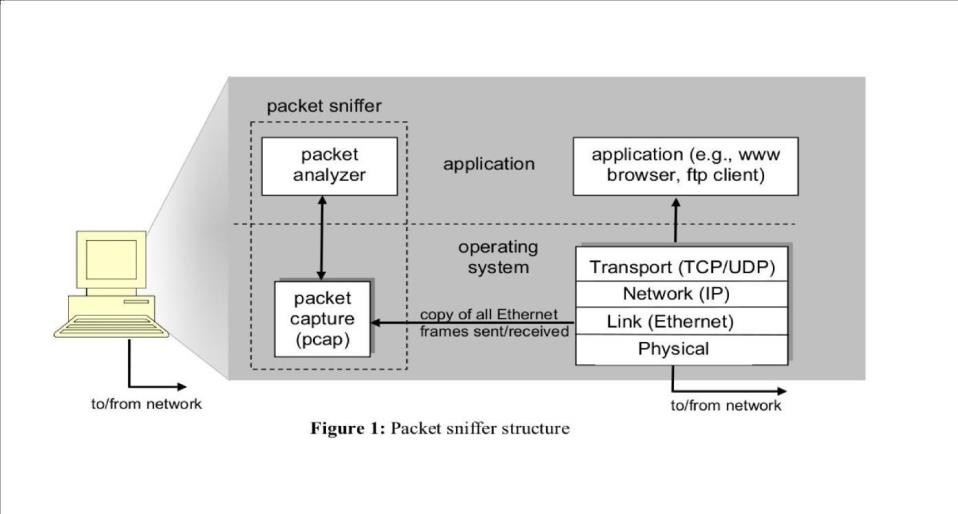 packet sniffer
packet
analyzer
application
application (e.g., www
browser, ftp client)
operating
system
packet
capture
(pcap)
copy of all Ethernet
frames sent/received
Transport (TCP/UDP)
Network (IP)
Link (Ethernet)
Physical
to/from network
to/from network
Figure 1: Packet sniffer structure